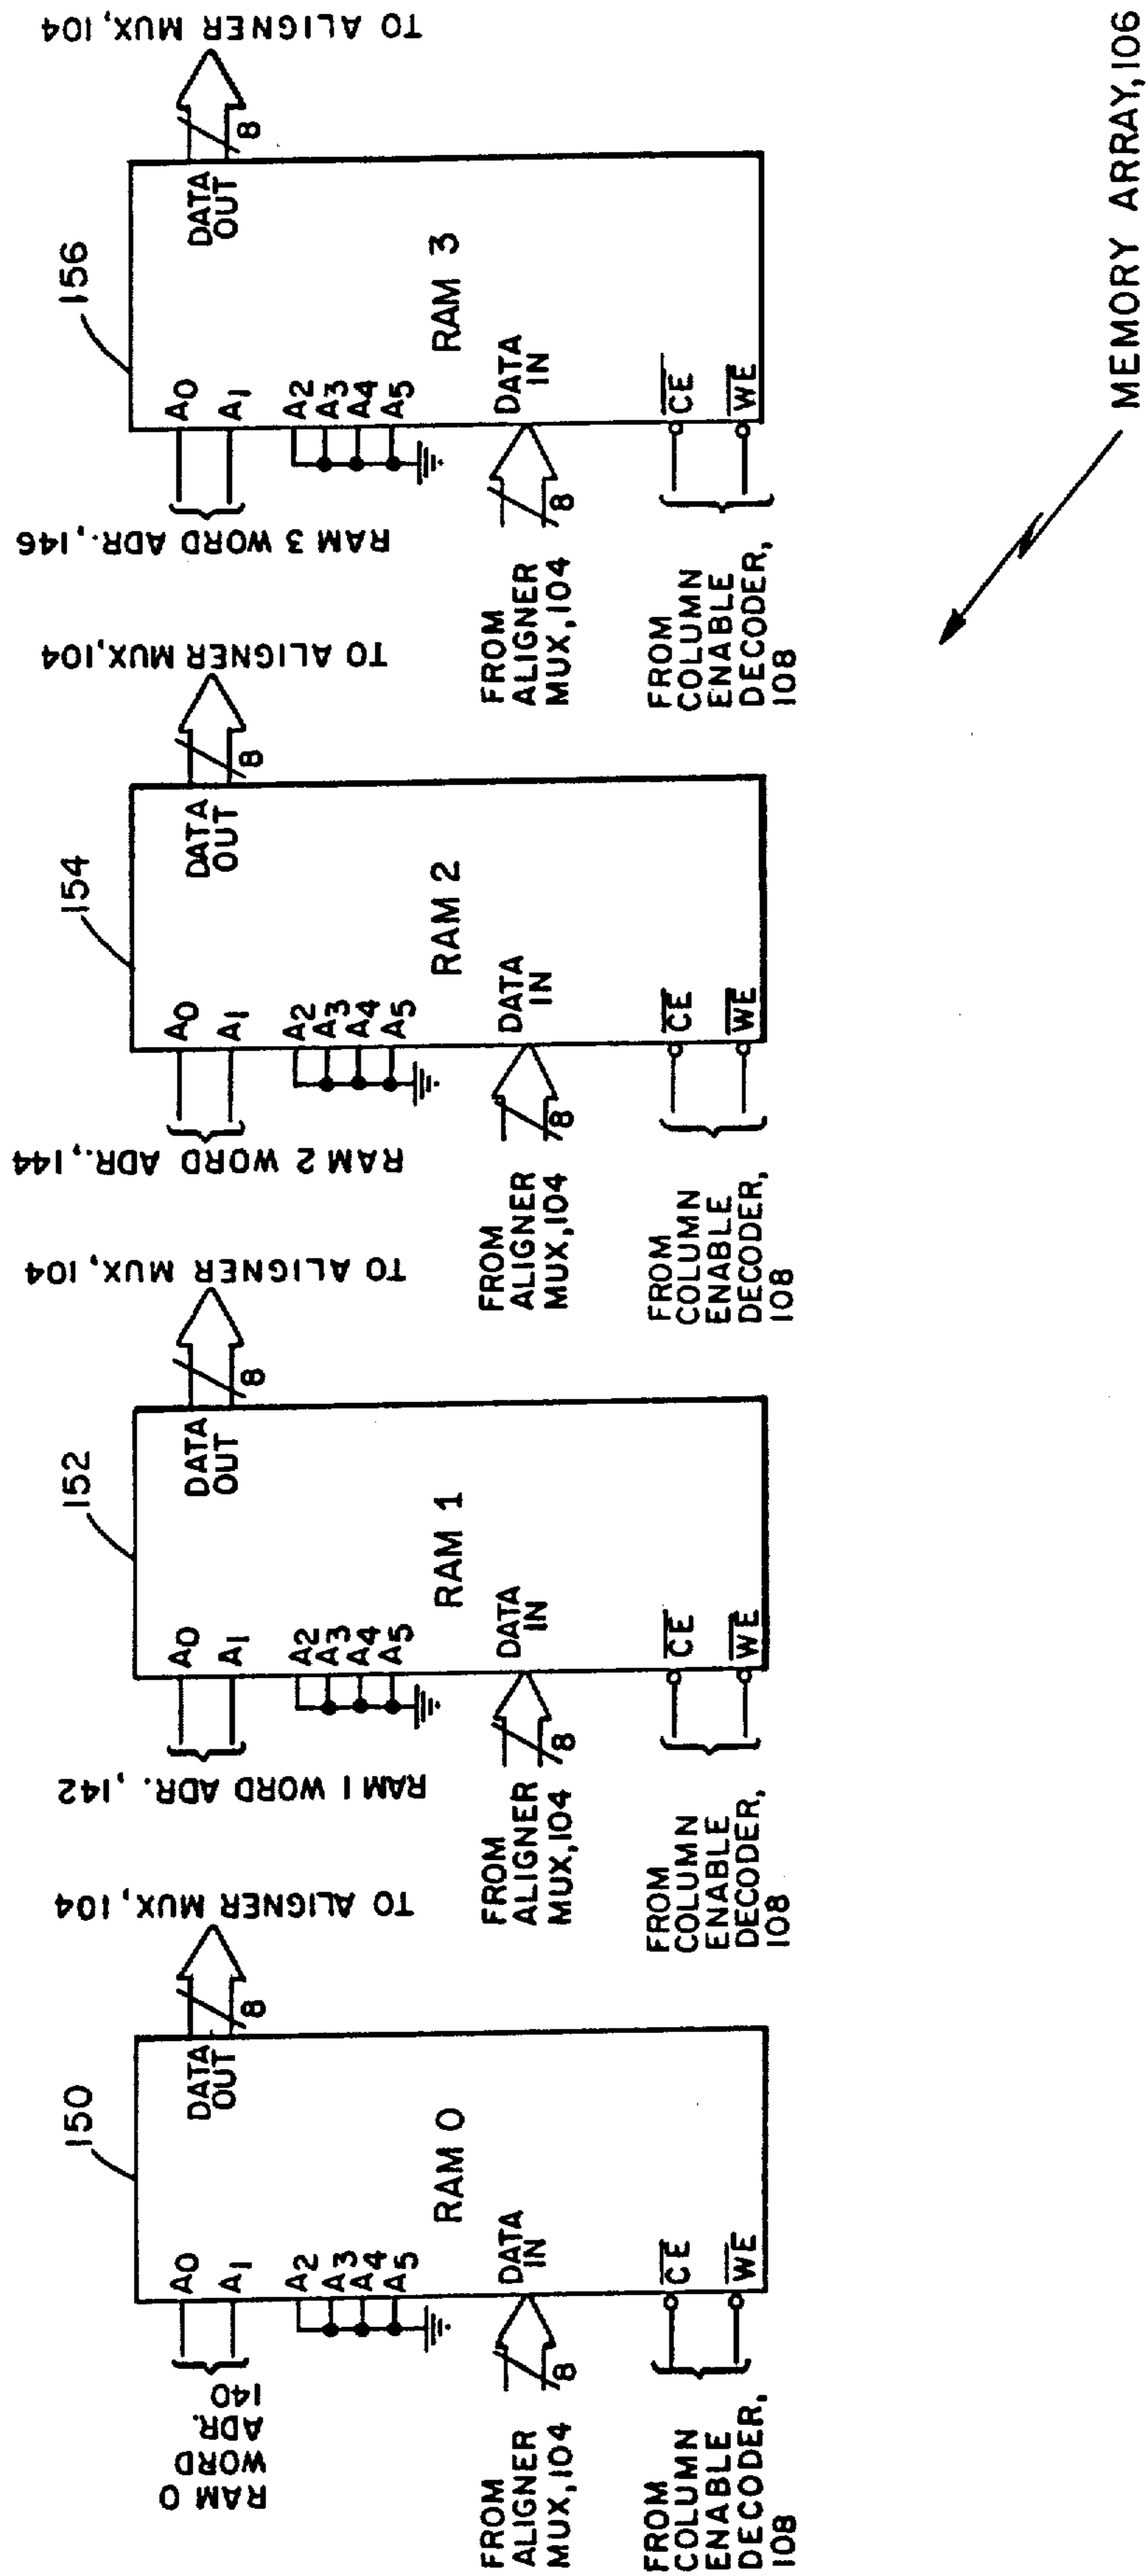 RAM 0
WORD
ADR.
140
150
A0
A1
A2
A3
A4
A5
DATA
OUT
8
TO ALIGNER MUX, 104
RAM 0
FROM
ALIGNER
MUX,104
8
DATA
IN
FROM
COLUMN
ENABLE
DECODER,
108
CE
WE
RAM 1 WORD ADR., 142
152
A0
A1
A2
A3
A4
A5
DATA
OUT
8
TO ALIGNER MUX, 104
RAM 1
FROM
ALIGNER
MUX,104
8
DATA
IN
FROM
COLUMN
ENABLE
DECODER,
108
CE
WE
RAM 2 WORD ADR., 144
154
A0
A1
A2
A3
A4
A5
DATA
OUT
8
TO ALIGNER MUX,104
RAM 2
FROM
ALIGNER
MUX,104
8
DATA
IN
FROM
COLUMN
ENABLE
DECODER,
108
CE
WE
RAM 3 WORD ADR., 146
156
A0
A1
A2
A3
A4
A5
DATA
OUT
8
TO ALIGNER MUX,104
RAM 3
FROM
ALIGNER
MUX,104
8
DATA
IN
FROM
COLUMN
ENABLE
DECODER,
108
CE
WE
MEMORY ARRAY,106